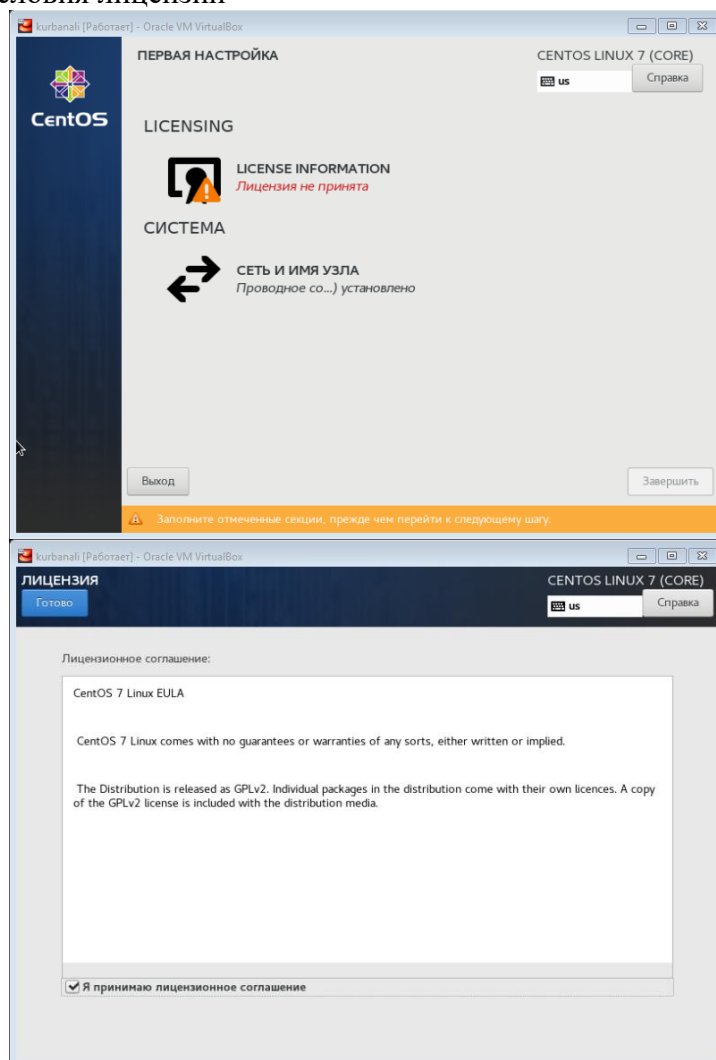 словия лицензии
kurbanali [Работает] - Oracle VM VirtualBox
ПЕРВАЯ НАСТРОЙКА
CENTOS LINUX 7 (CORE)
us
Справка
CentOS
LICENSING
LICENSE INFORMATION
Лицензия не принята
СИСТЕМА
СЕТЬ И ИМЯ УЗЛА
Проводное со...) установлено
Выход
Завершить
Заполните отмеченные секции, прежде чем перейти к следующему шагу.
kurbanali [Работает] - Oracle VM VirtualBox
ЛИЦЕНЗИЯ
CENTOS LINUX 7 (CORE)
Готово
us
Справка
Лицензионное соглашение:
CentOS 7 Linux EULA
CentOS 7 Linux comes with no guarantees or warranties of any sorts, either written or implied.
The Distribution is released as GPLv2. Individual packages in the distribution come with their own licences. A copy
of the GPLv2 license is included with the distribution media.
Я принимаю лицензионное соглашение